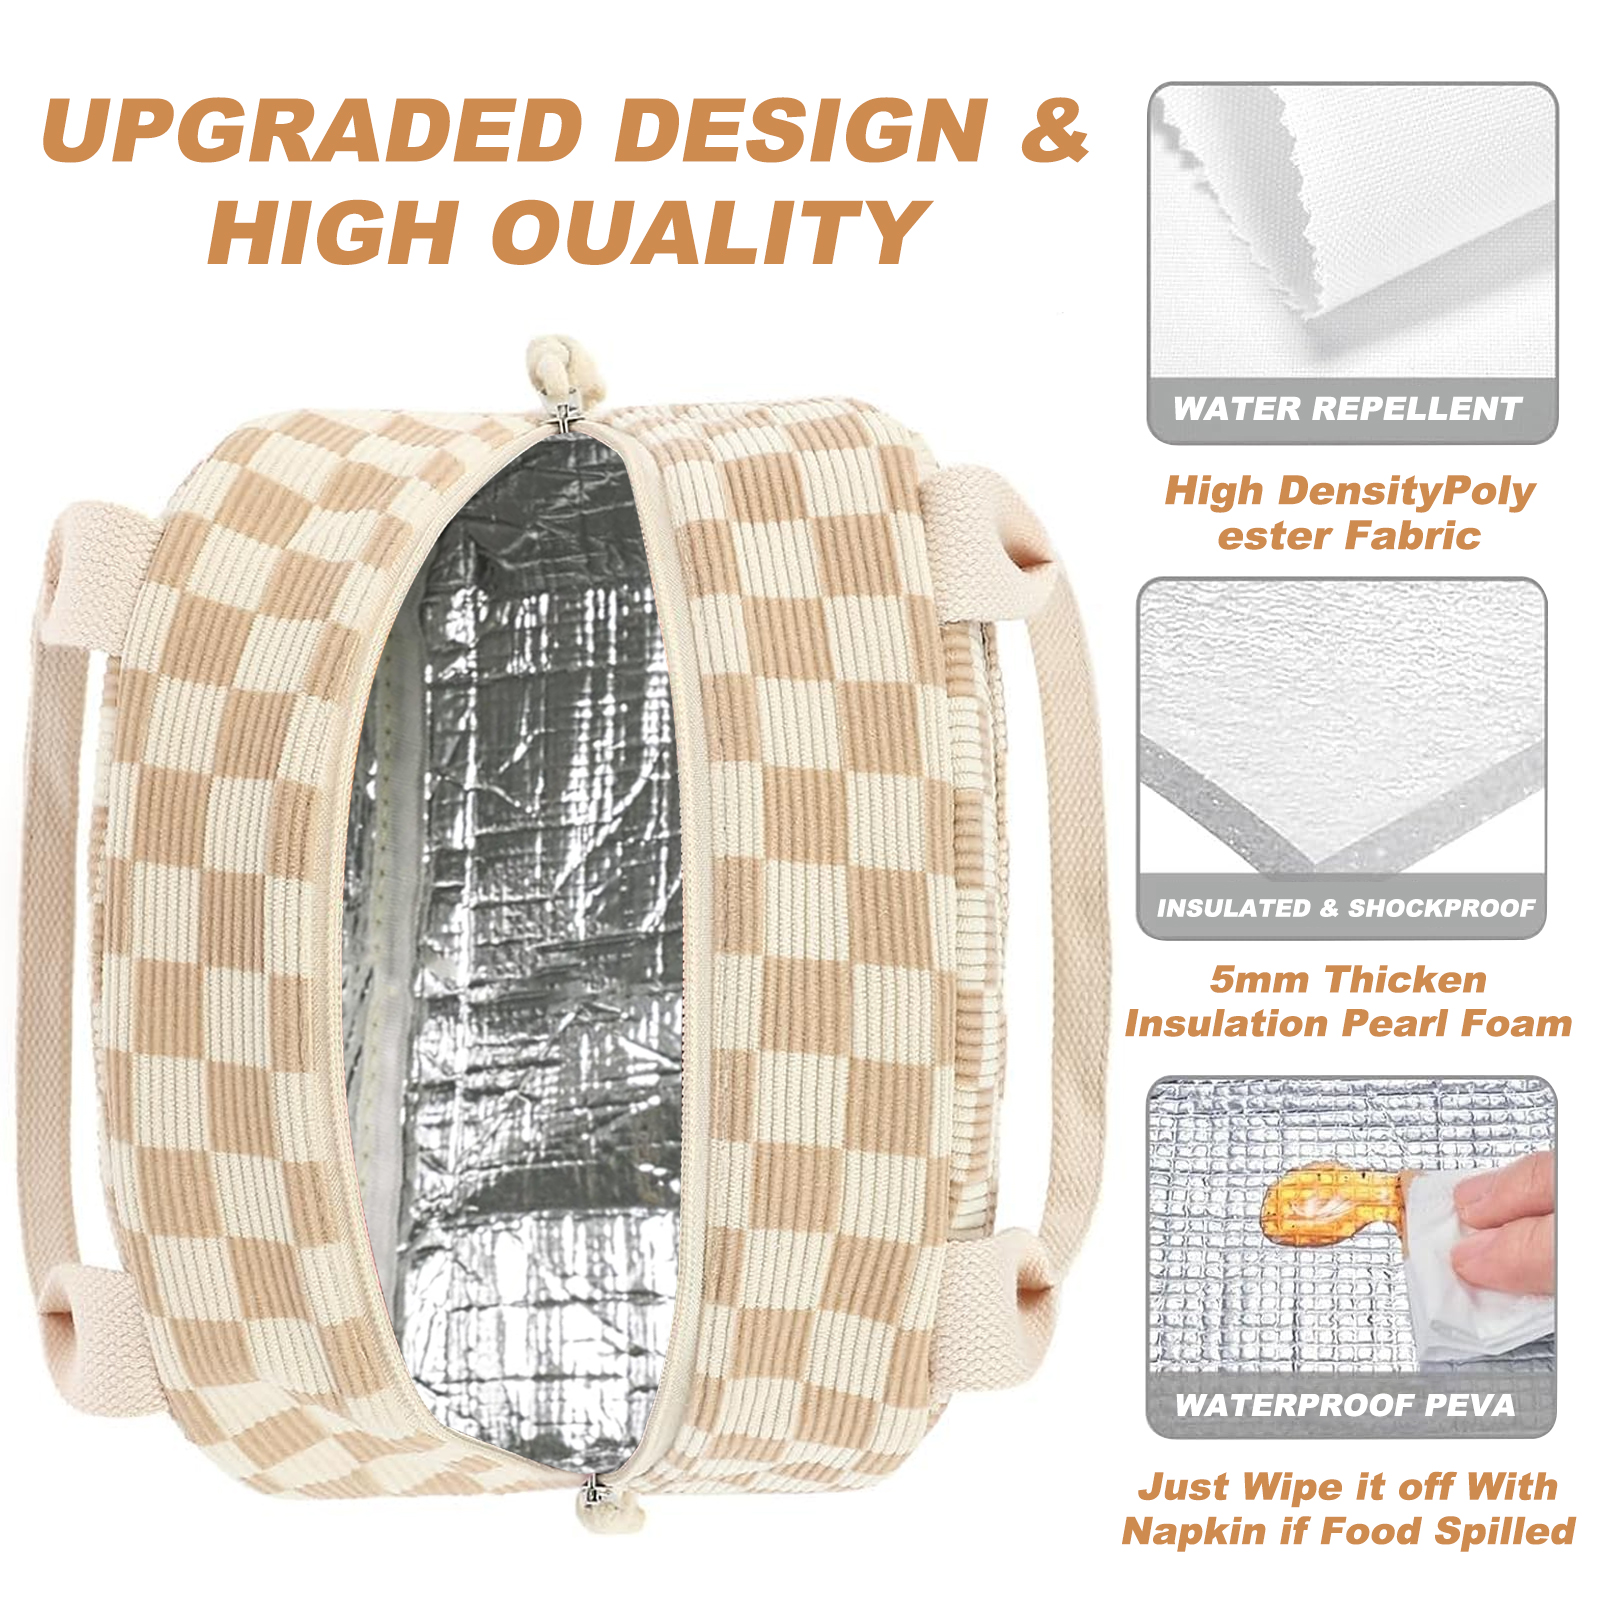 UPGRADED DESIGN &
HIGH OUALITY
WATER REPELLENT
High DensityPoly
ester Fabric
INSULATED & SHOCKPROOF
5mm Thicken
Insulation Pearl Foam
WATERPROOF PEVA
Just Wipe it off With
Napkin if Food Spilled